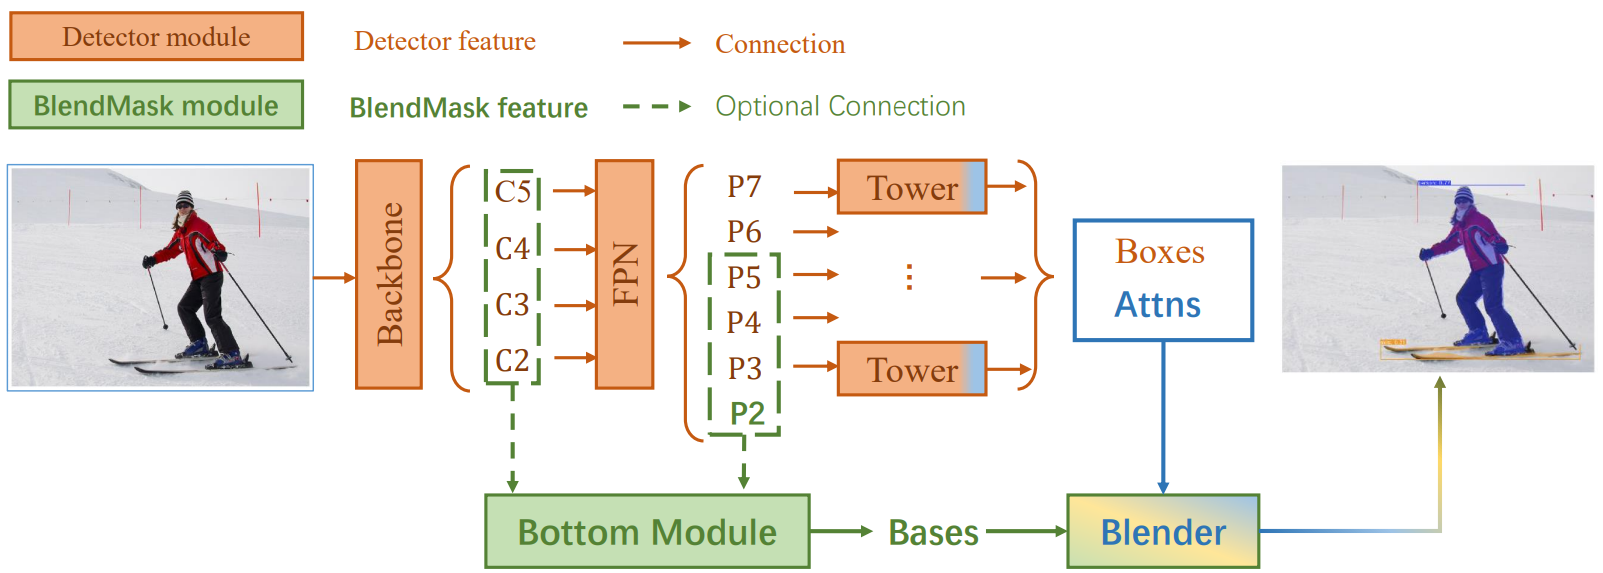 Detector module
Detector feature
Connection
BlendMask module
BlendMask feature
Optional Connection
Backbone
C5
C4
C3
C2
FPN
P7
P6
P5
P4
P3
P2
Tower
Tower
Boxes
Attns
Bottom Module
Bases
Blender